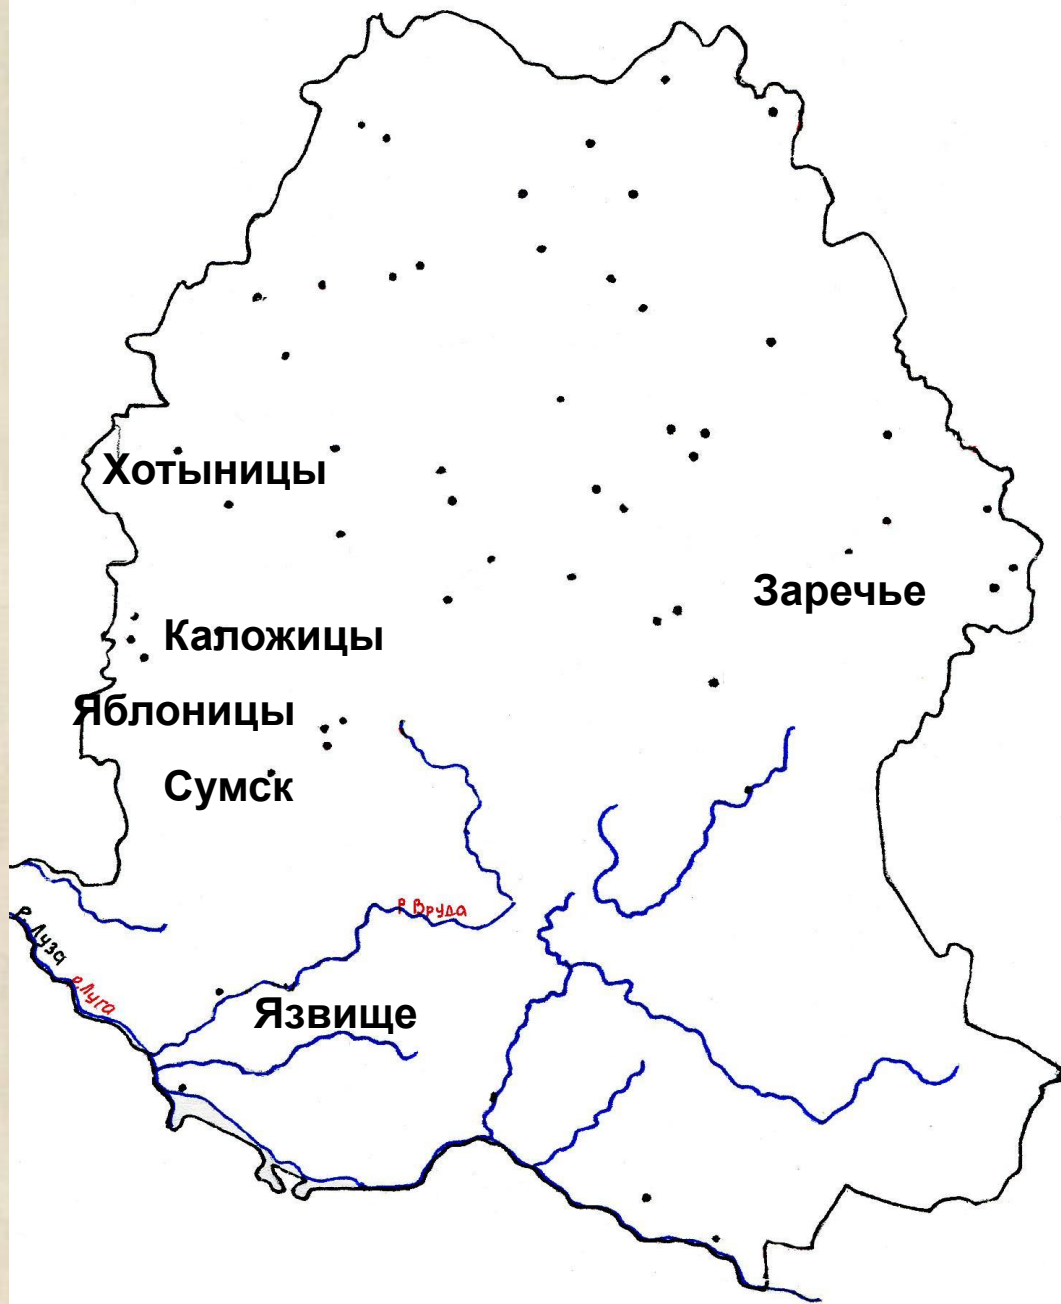 Хотыницы
Заречье
Каложицы
Яблоницы
Сумск
р. Вруда
р. Луза
р. Луга
Язвище